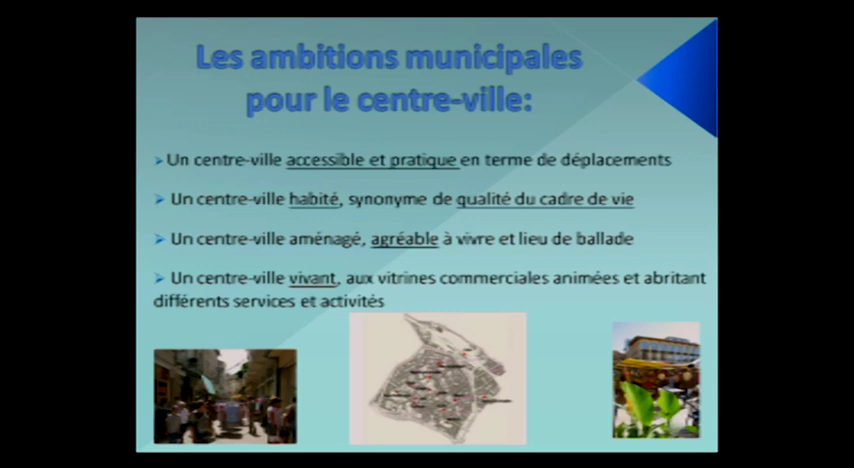 Les ambitions municipales
pour le centre-ville:
Un centre-ville accessible et pratique en terme de déplacements
Un centre-ville habité, synonyme de qualité du cadre de vie
Un centre-ville aménagé, agréable à vivre et lieu de ballade
Un centre-ville vivant, aux vitrines commerciales animées et abritant
différents services et activités